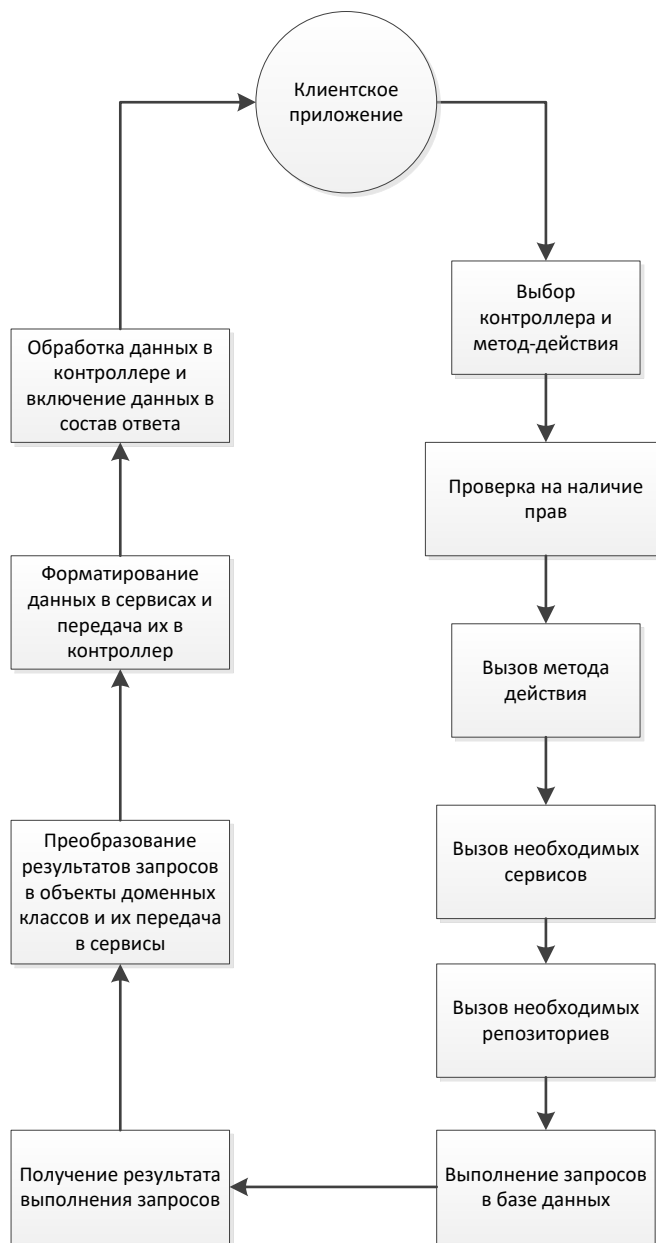 Клиентское
приложение
Выбор
контроллера и
метод-действия
Проверка на наличие
прав
Вызов метода
действия
Вызов необходимых
сервисов
Вызов необходимых
репозиториев
Выполнение запросов
в базе данных
Получение результата
выполнения запросов
Преобразование
результатов запросов
в объекты доменных
классов и их передача
в сервисы
Форматирование
данных в сервисах и
передача их в
контроллер
Обработка данных в
контроллере и
включение данных в
состав ответа